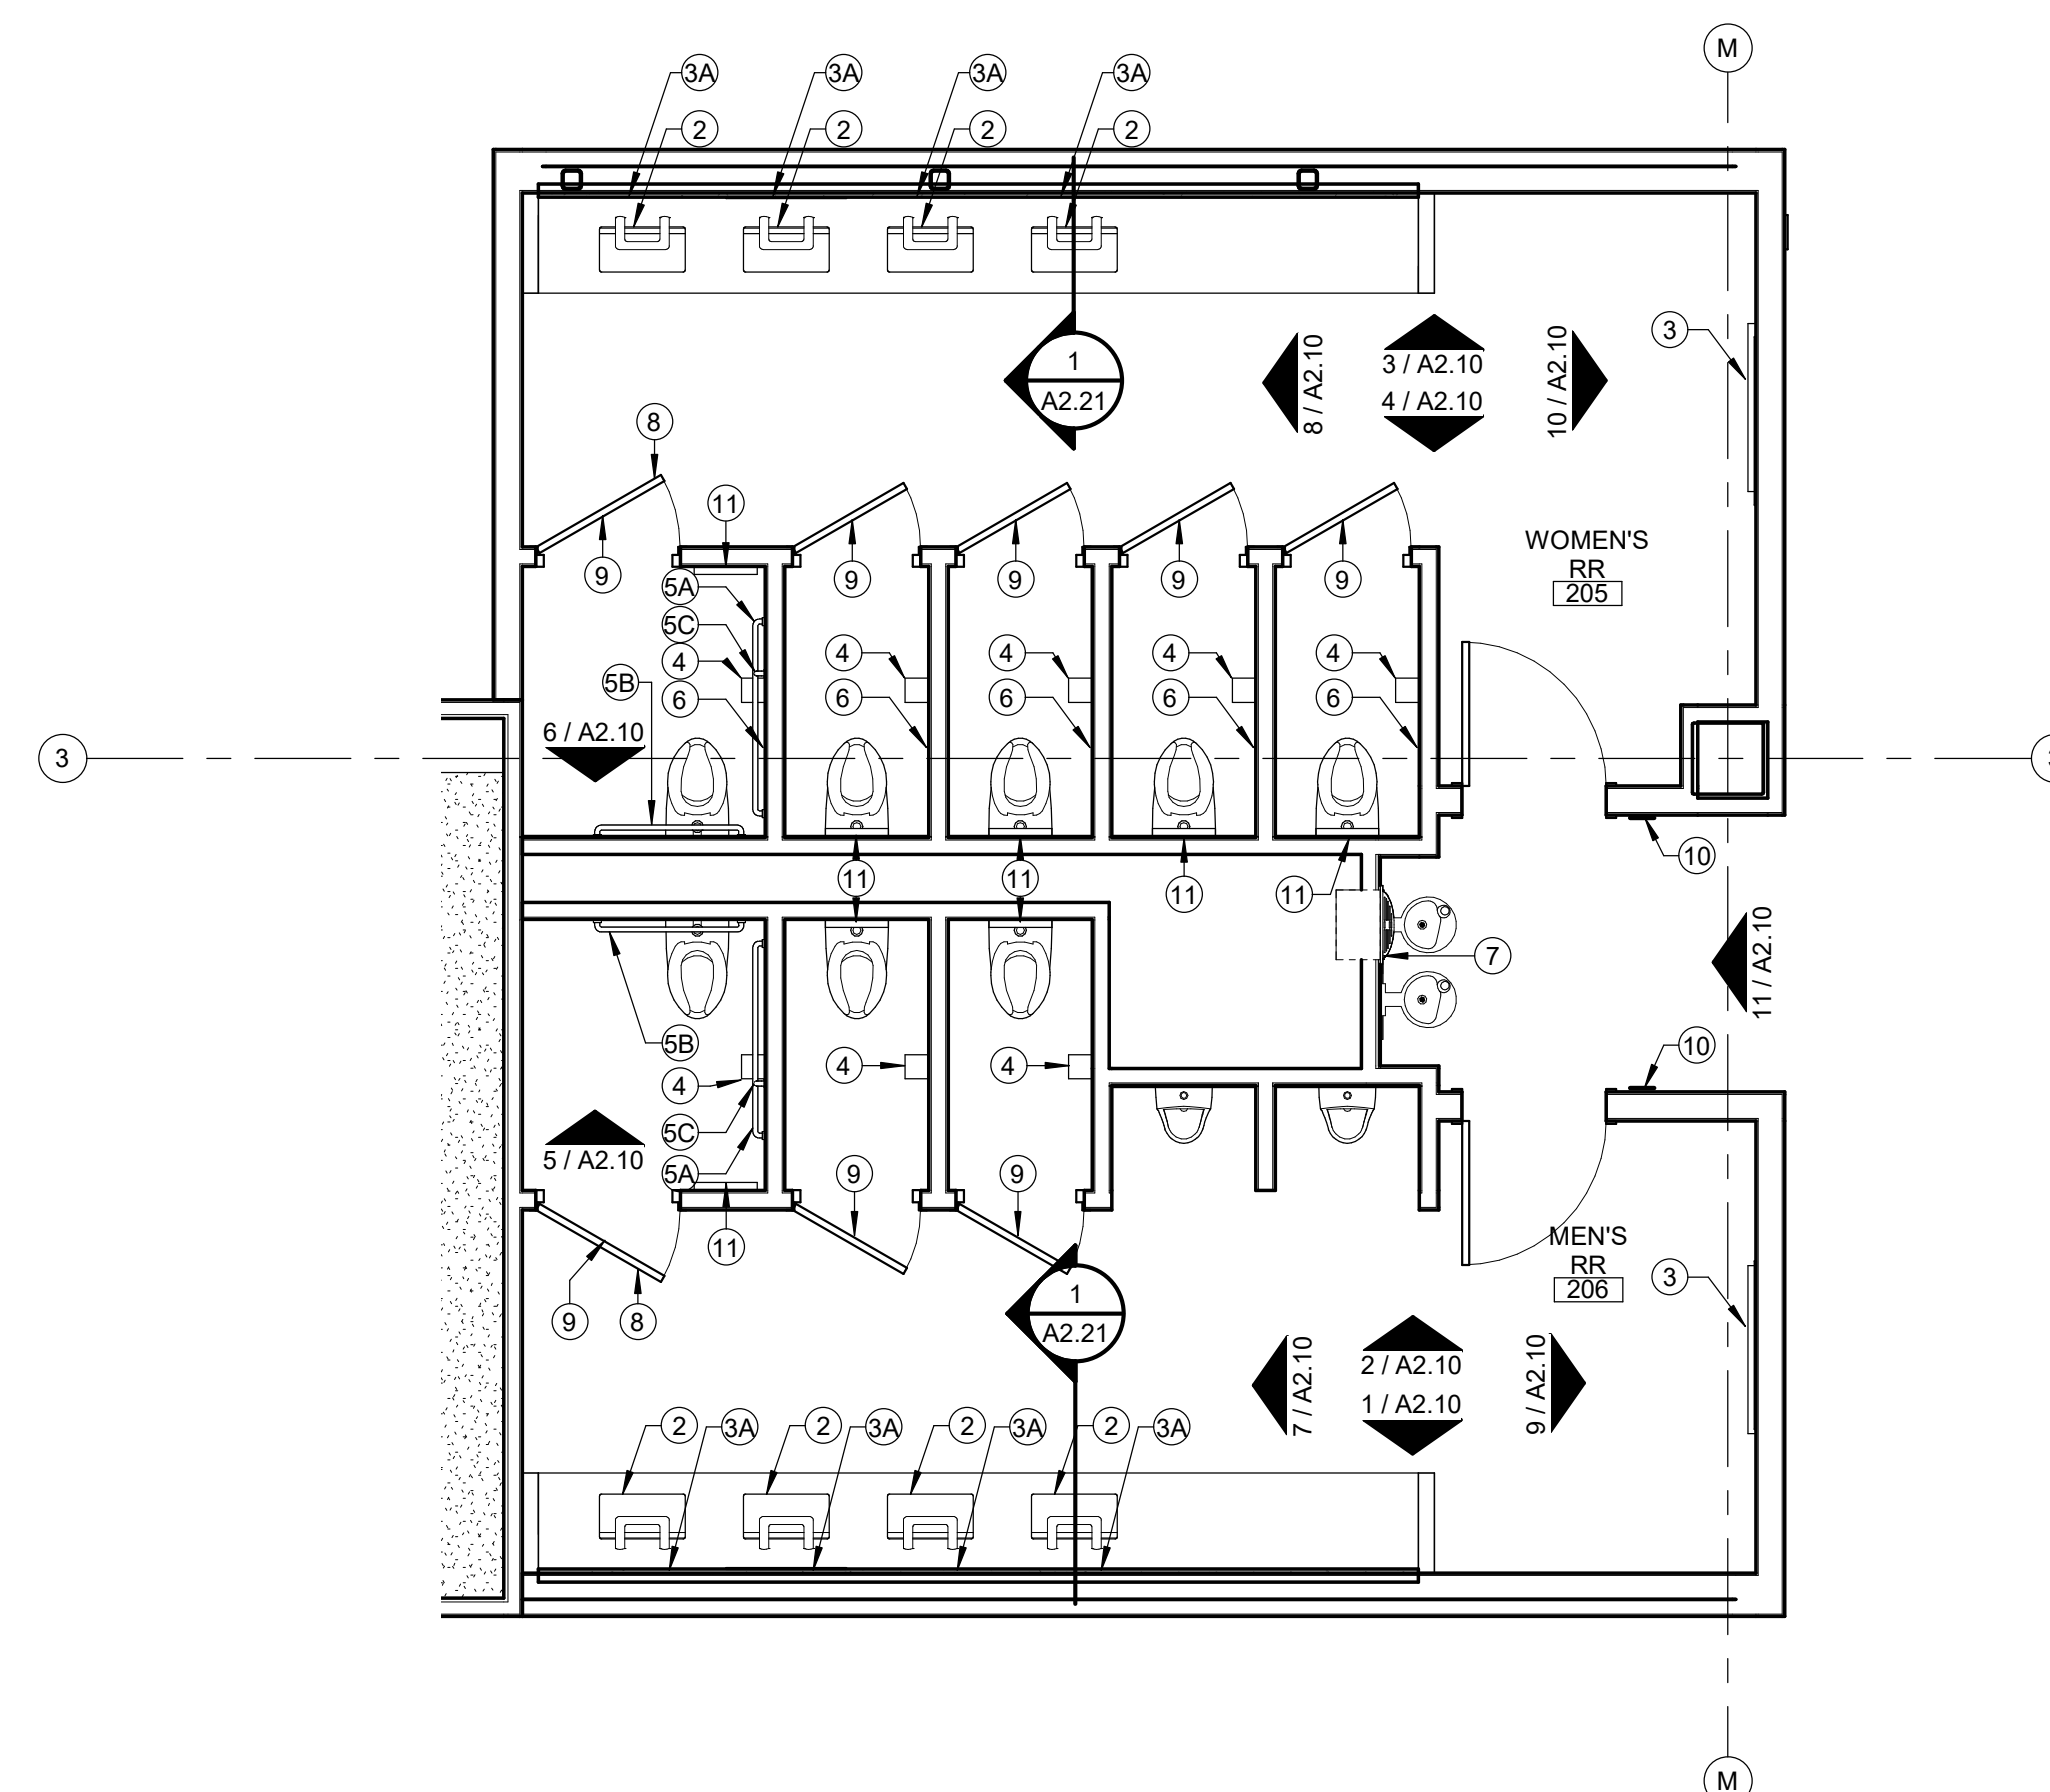 M
3A 3A 3A 3A
2 2 2 2
1
A2.21
8 / A2.10
3 / A2.10
4 / A2.10
10 / A2.10
3
8
11
9 9 9 9 9
WOMEN'S
RR
205
5A
5C
4 4 4 4 4
5B
6 6 6 6 6
6 / A2.10
3
10
11 11 11 11
7
11 / A2.10
5B
10
4 4 4
5C
5 / A2.10
5A
9 9
11
MEN'S
RR
206
3
9 8
1
A2.21
7 / A2.10
2 / A2.10
1 / A2.10
9 / A2.10
2 3A 2 3A 2 3A 2 3A
M